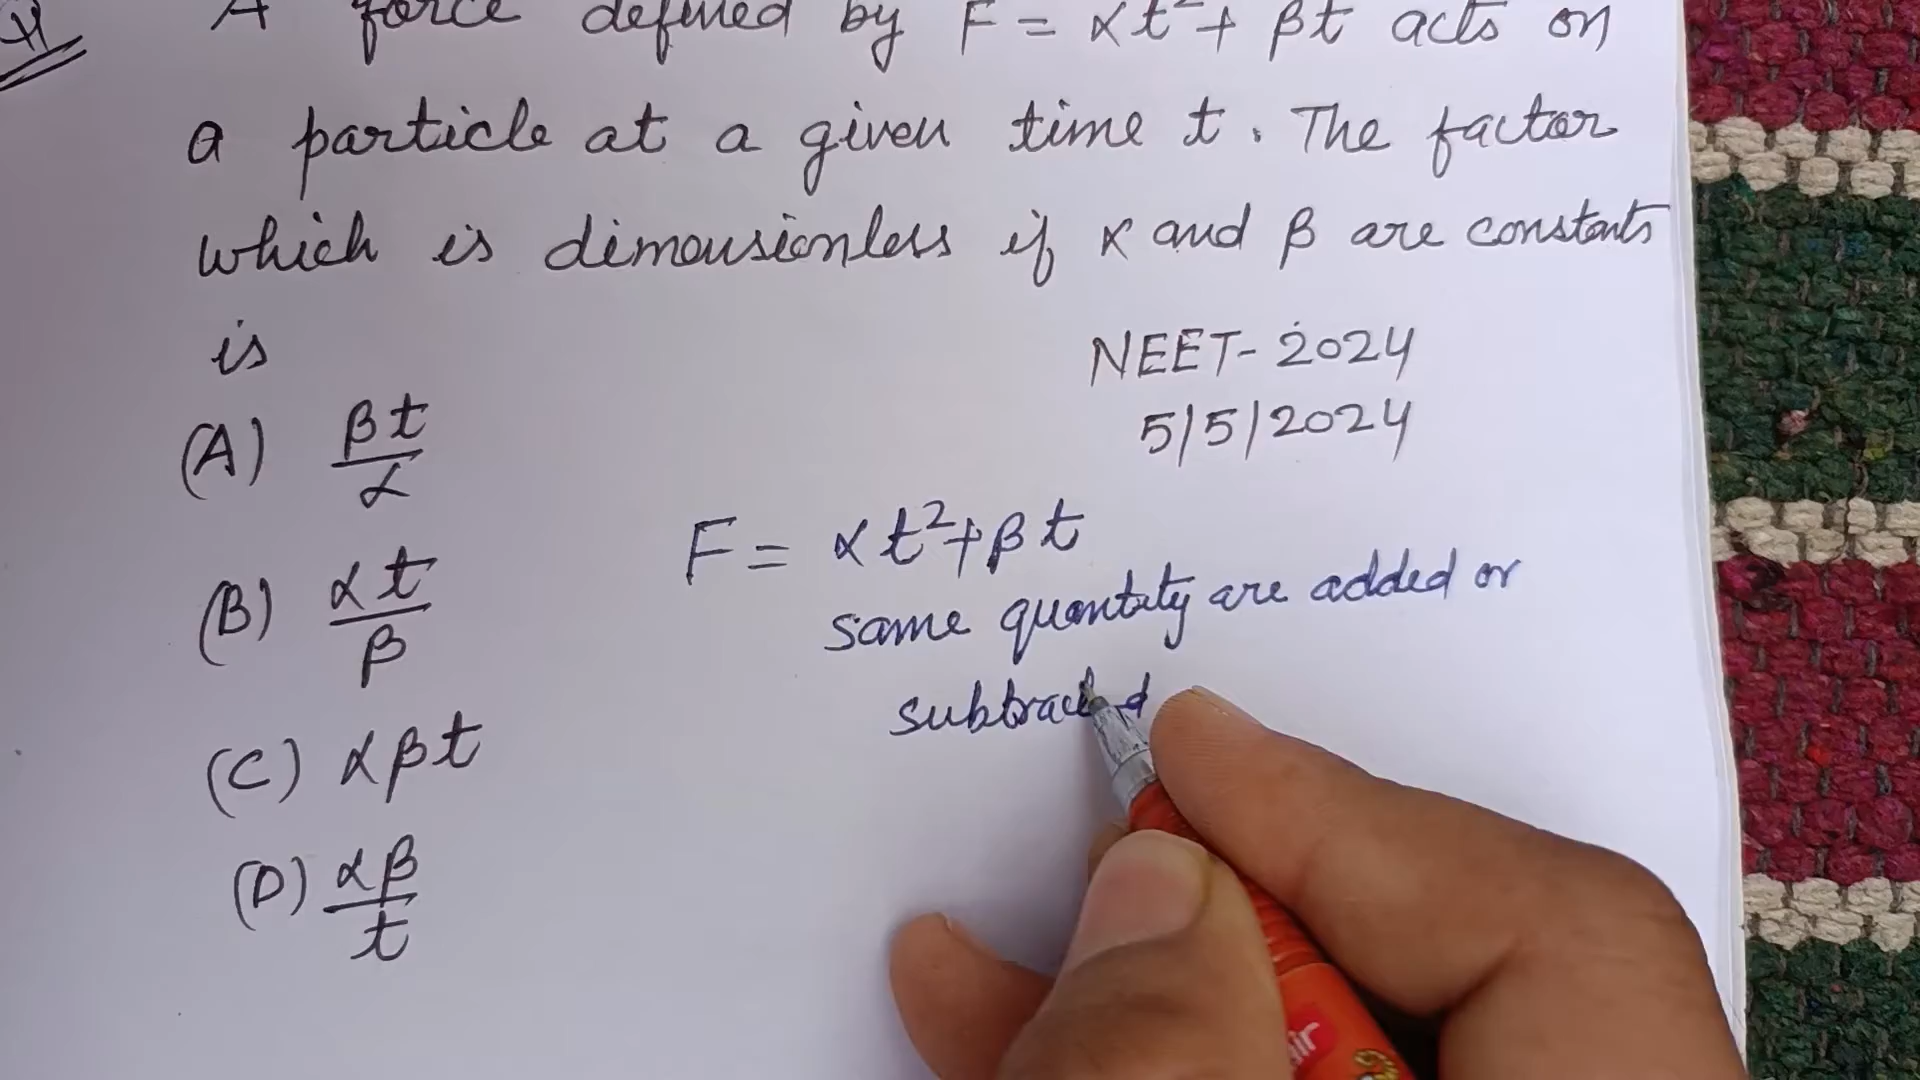 A force defined by F = αt²+ βt acts on
a particle at a given time t. The factor
which is dimensionless if α and β are constants
is
NEET-2024
5/5/2024
(A) βt/α
(B) αt/β
(C) αβt
(D) αβ/t
F = αt²+βt
same quantity are added or
subtracted